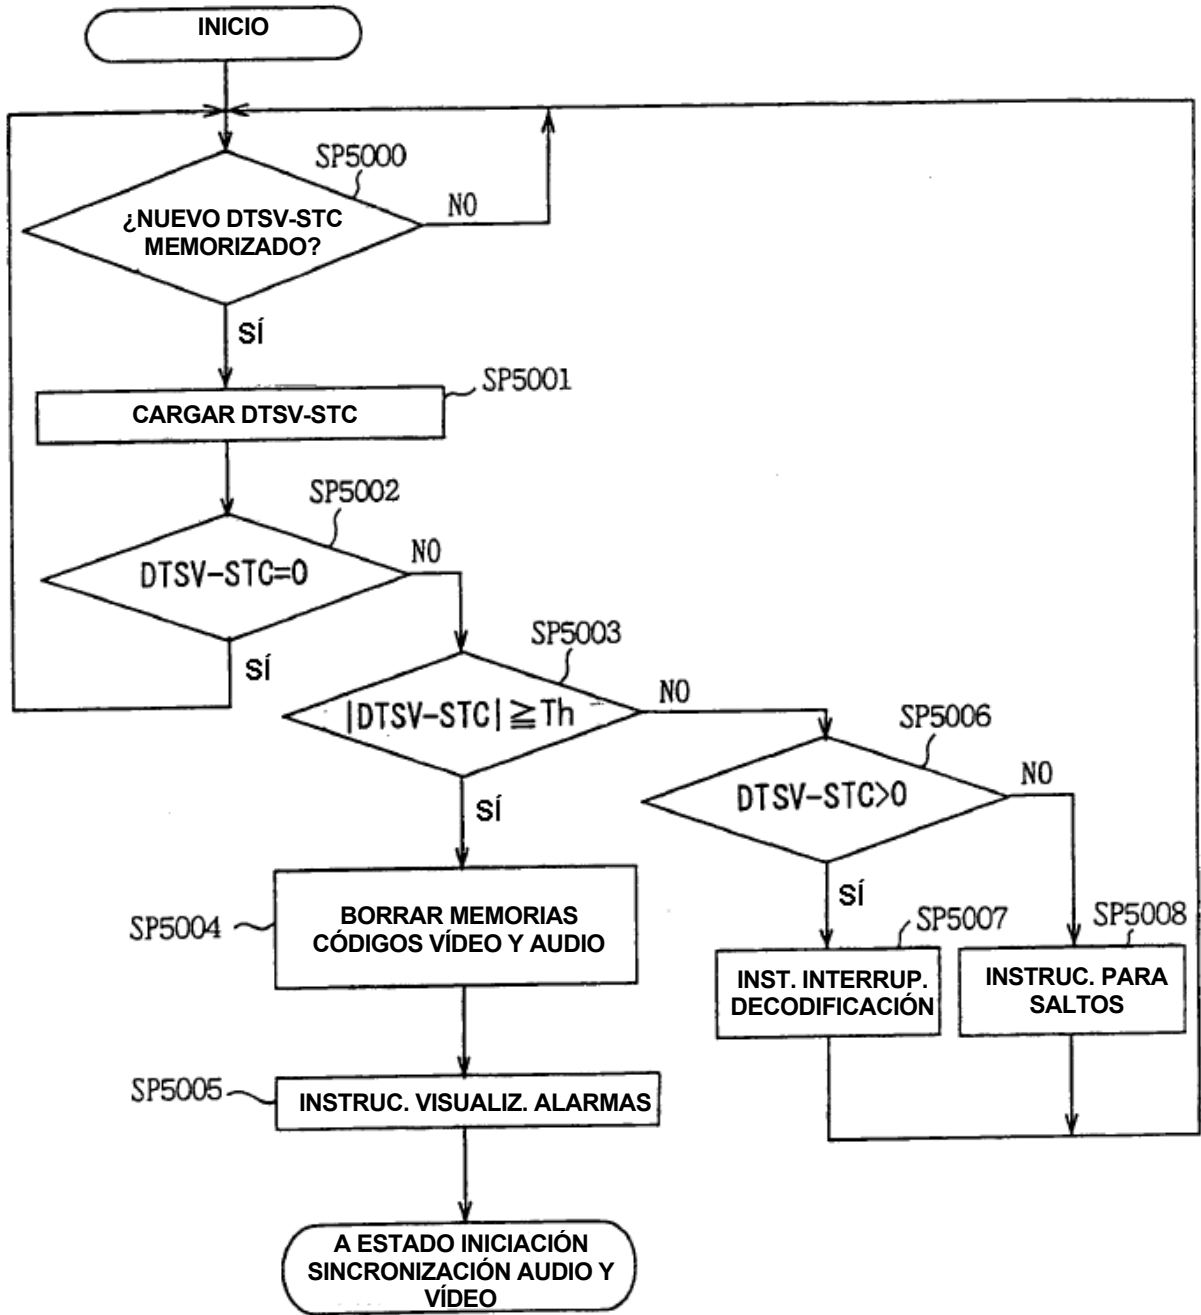 INICIO
SP5000
¿NUEVO DTSV-STC
MEMORIZADO?
NO
SÍ
SP5001
CARGAR DTSV-STC
SP5002
DTSV-STC=0
NO
SÍ
SP5003
|DTSV-STC|≧Th
NO
SÍ
SP5006
DTSV-STC>0
NO
SÍ
SP5004
BORRAR MEMORIAS
CÓDIGOS VÍDEO Y AUDIO
SP5007
INST. INTERRUP.
DECODIFICACIÓN
SP5008
INSTRUC. PARA
SALTOS
SP5005
INSTRUC. VISUALIZ. ALARMAS
A ESTADO INICIACIÓN
SINCRONIZACIÓN AUDIO Y
VÍDEO